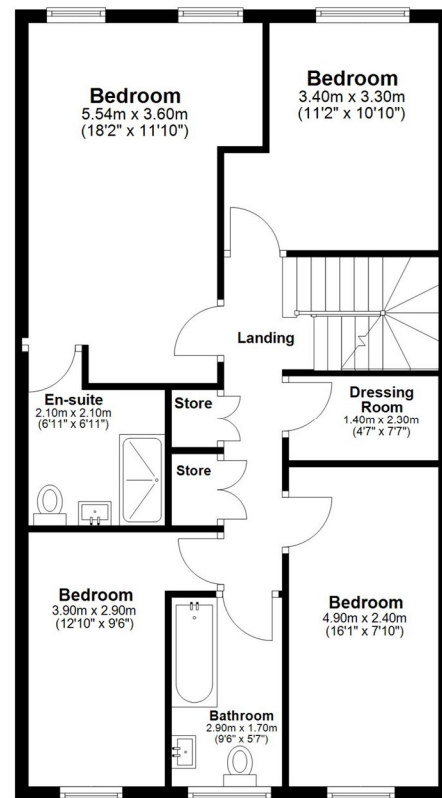 Bedroom
5.54m x 3.60m
(18'2" x 11'10")
Bedroom
3.40m x 3.30m
(11'2" x 10'10")
Landing
En-suite
2.10m x 2.10m
(6'11" x 6'11")
Store
Dressing
Room
1.40m x 2.30m
(4'7" x 7'7")
Store
Bedroom
3.90m x 2.90m
(12'10" x 9'6")
Bedroom
4.90m x 2.40m
(16'1" x 7'10")
Bathroom
2.90m x 1.70m
(9'6" x 5'7")